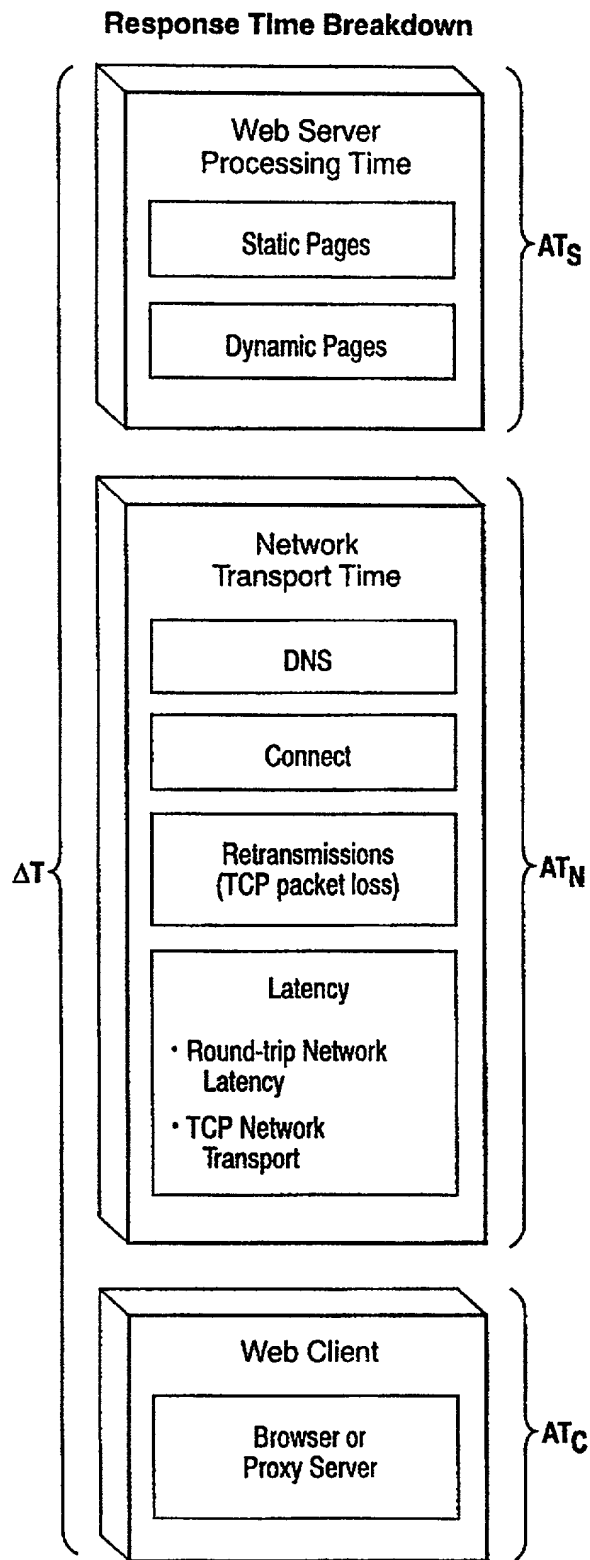 Response Time Breakdown
Web Server
Processing Time
Static Pages
Dynamic Pages
ATS
Network
Transport Time
DNS
Connect
Retransmissions
(TCP packet loss)
Latency
· Round-trip Network
Latency
· TCP Network
Transport
ΔT
ATN
Web Client
Browser or
Proxy Server
ATC